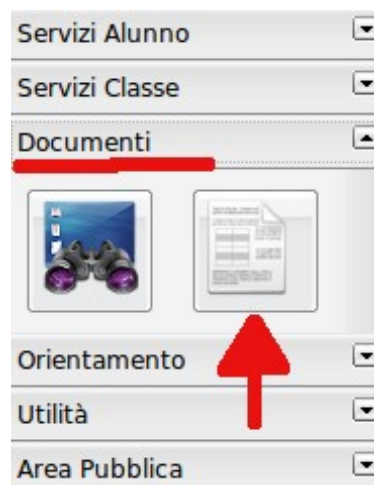 Servizi Alunno
Servizi Classe
Documenti
Orientamento
Utilità
Area Pubblica